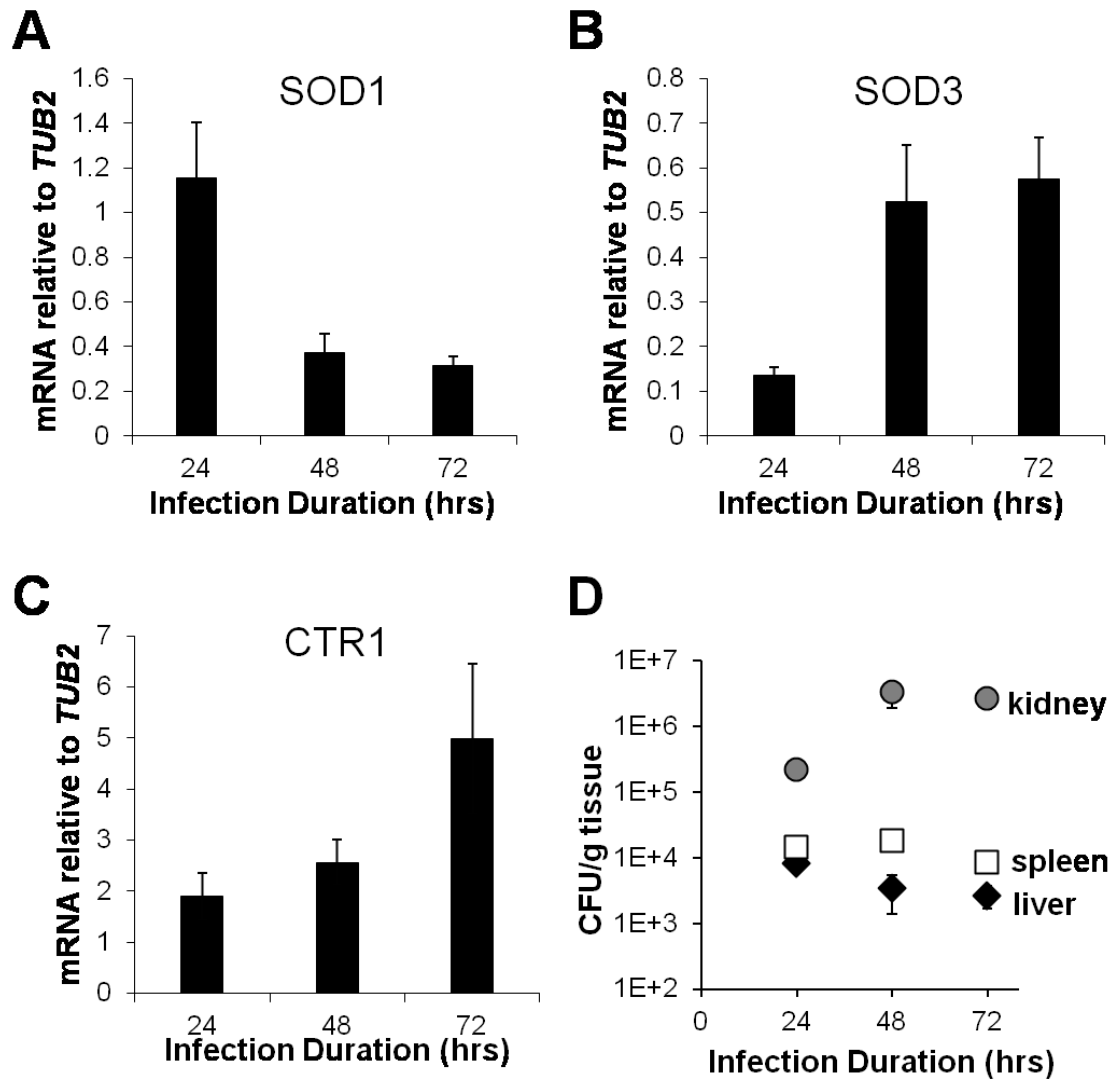 A
SOD1
mRNA relative to TUB2
1.6
1.4
1.2
1
0.8
0.6
0.4
0.2
0
24 48 72
Infection Duration (hrs)
B
SOD3
mRNA relative to TUB2
0.8
0.7
0.6
0.5
0.4
0.3
0.2
0.1
0
24 48 72
Infection Duration (hrs)
C
CTR1
mRNA relative to TUB2
7
6
5
4
3
2
1
0
24 48 72
Infection Duration (hrs)
D
CFU/g tissue
1E+7
1E+6
1E+5
1E+4
1E+3
1E+2
kidney
spleen
liver
0 24 48 72
Infection Duration (hrs)